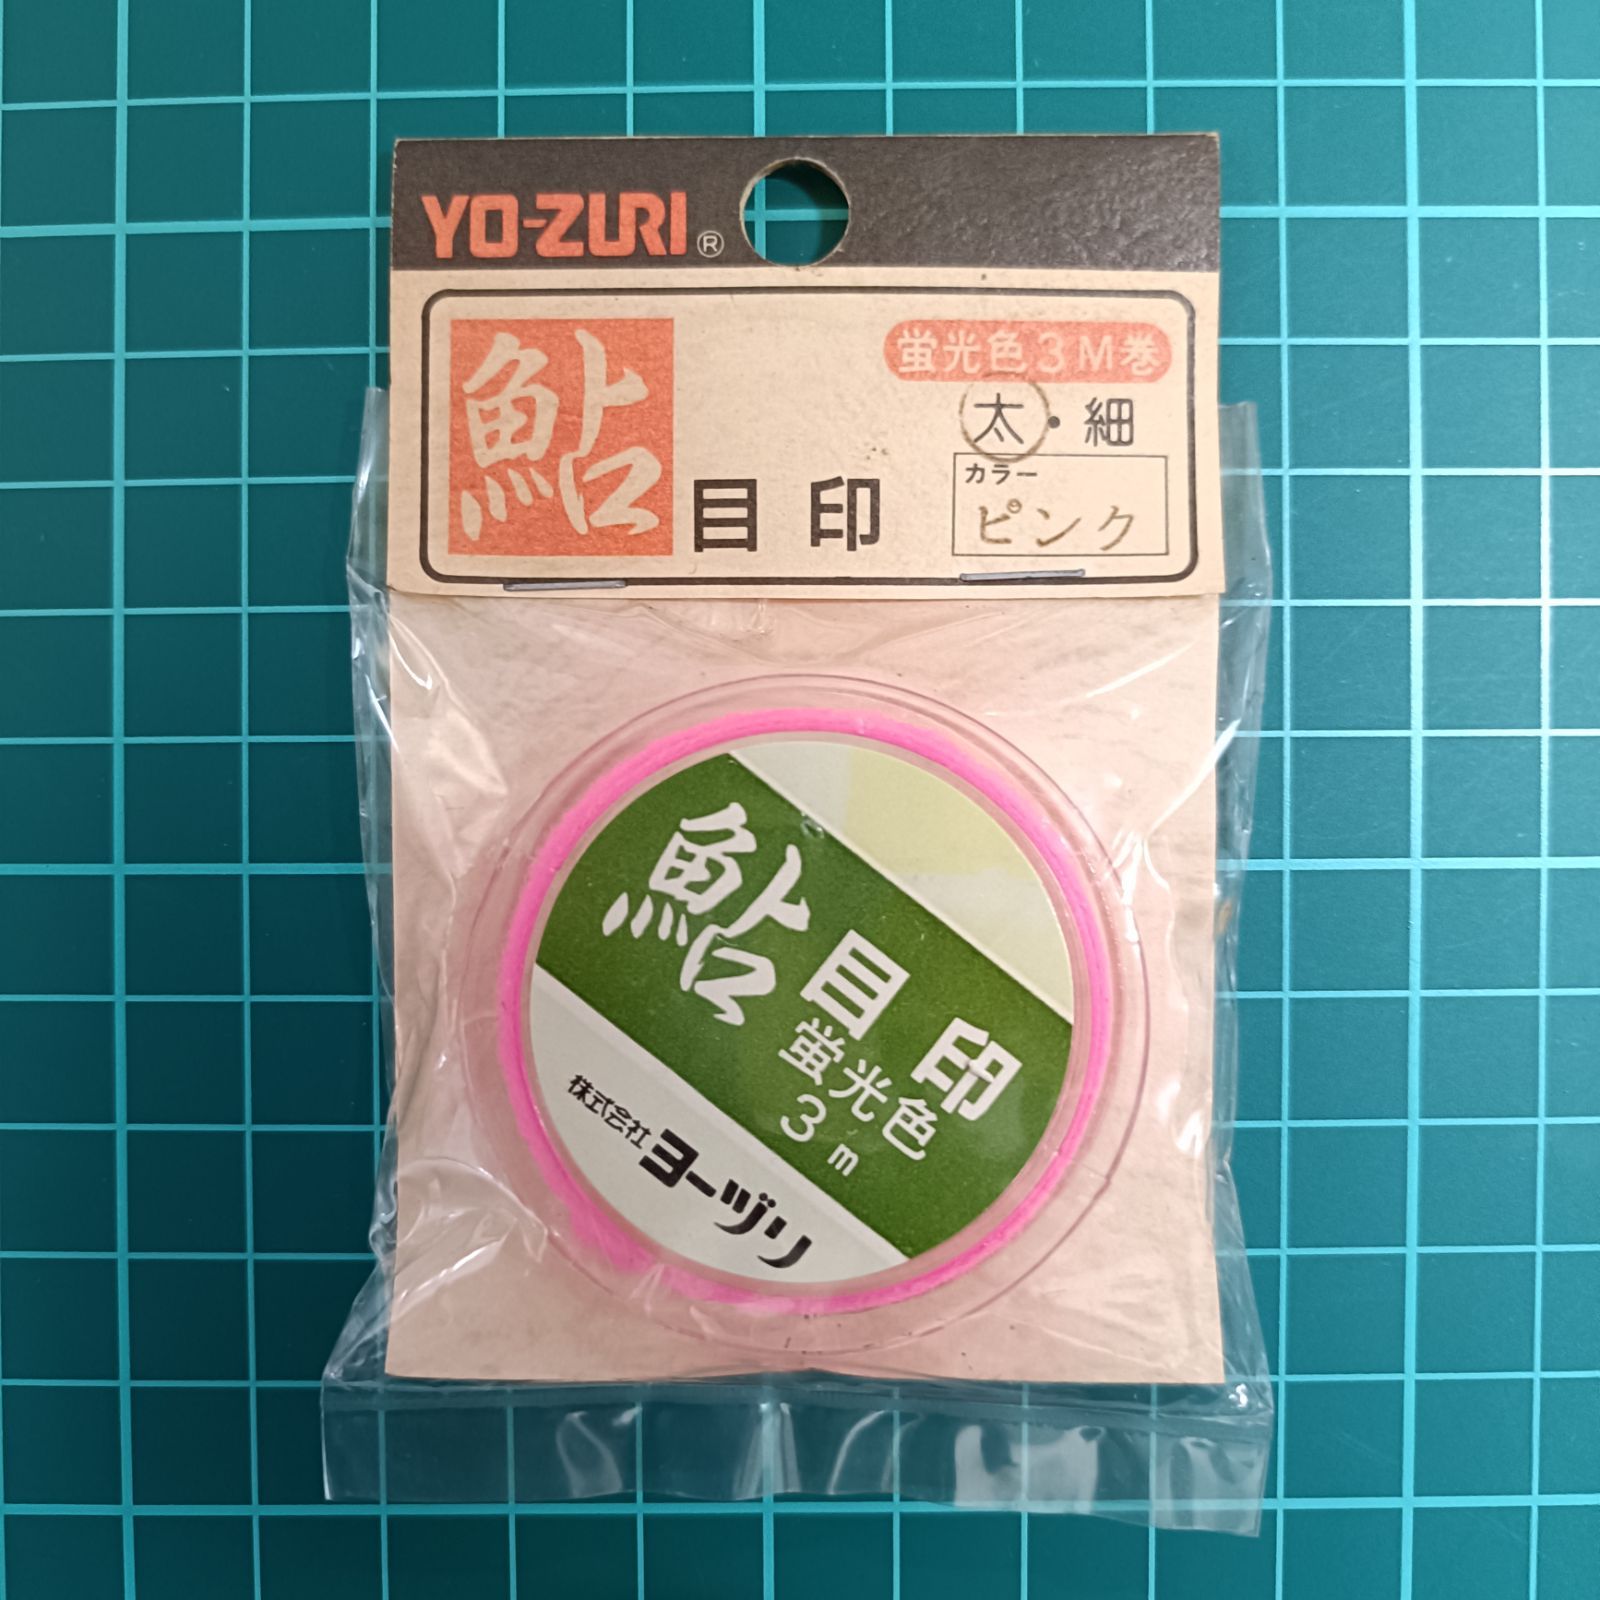 YO-ZURI®
鮎目印
蛍光色3M巻
太・細
カラー
ピンク
鮎目印
蛍光色
3m
株式会社ヨーヅリ